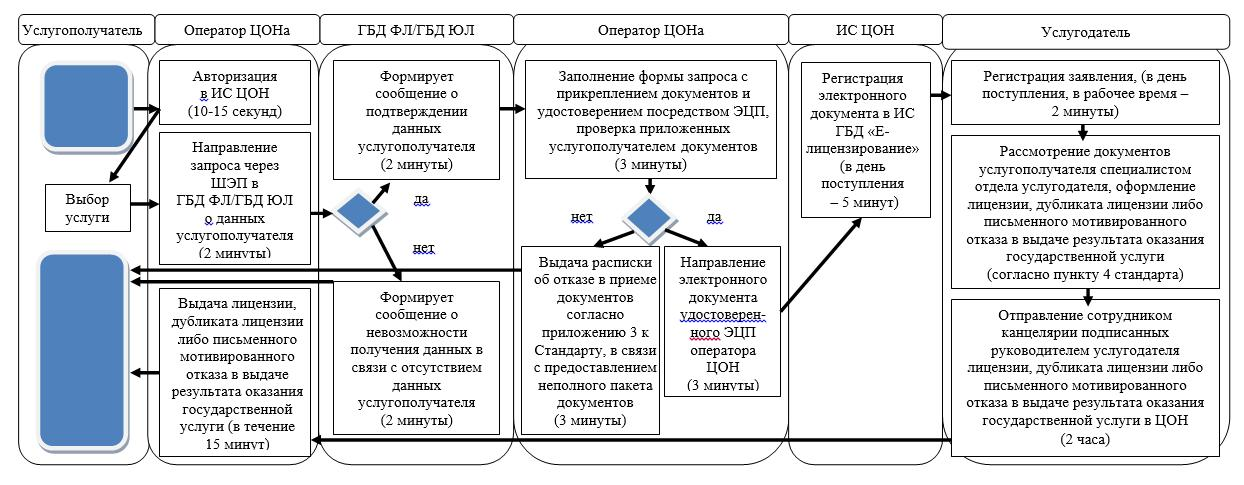 Услугополучатель
Оператор ЦОНа
ГБД ФЛ/ГБД ЮЛ
Оператор ЦОНа
ИС ЦОН
Услугодатель
Авторизация
в ИС ЦОН
(10-15 секунд)
Выбор
услуги
Направление
запроса через
ШЭП в
ГБД ФЛ/ГБД ЮЛ
о данных
услугополучателя
(2 минуты)
Формирует
сообщение о
подтверждении
данных
услугополучателя
(2 минуты)
да
нет
Формирует
сообщение о
невозможности
получения данных в
связи с отсутствием
данных
услугополучателя
(2 минуты)
Заполнение формы запроса с
прикреплением документов и
удостоверением посредством ЭЦП,
проверка приложенных
услугополучателем документов
(3 минуты)
нет
да
Выдача расписки
об отказе в приеме
документов
согласно
приложению 3 к
Стандарту, в связи
с предоставлением
неполного пакета
документов
(3 минуты)
Направление
электронного
документа
удостоверен-
ного ЭЦП
оператора
ЦОН
(3 минуты)
Регистрация
электронного
документа в ИС
ГБД «Е-
лицензирование»
(в день
поступления
– 5 минут)
Регистрация заявления, (в день
поступления, в рабочее время –
2 минуты)
Рассмотрение документов
услугополучателя специалистом
отдела услугодателя, оформление
лицензии, дубликата лицензии либо
письменного мотивированного
отказа в выдаче результата оказания
государственной услуги
(согласно пункту 4 стандарта)
Отправление сотрудником
канцелярии подписанных
руководителем услугодателя
лицензии, дубликата лицензии либо
письменного мотивированного
отказа в выдаче результата оказания
государственной услуги в ЦОН
(2 часа)
Выдача лицензии,
дубликата лицензии
либо письменного
мотивированного
отказа в выдаче
результата оказания
государственной
услуги (в течение
15 минут)